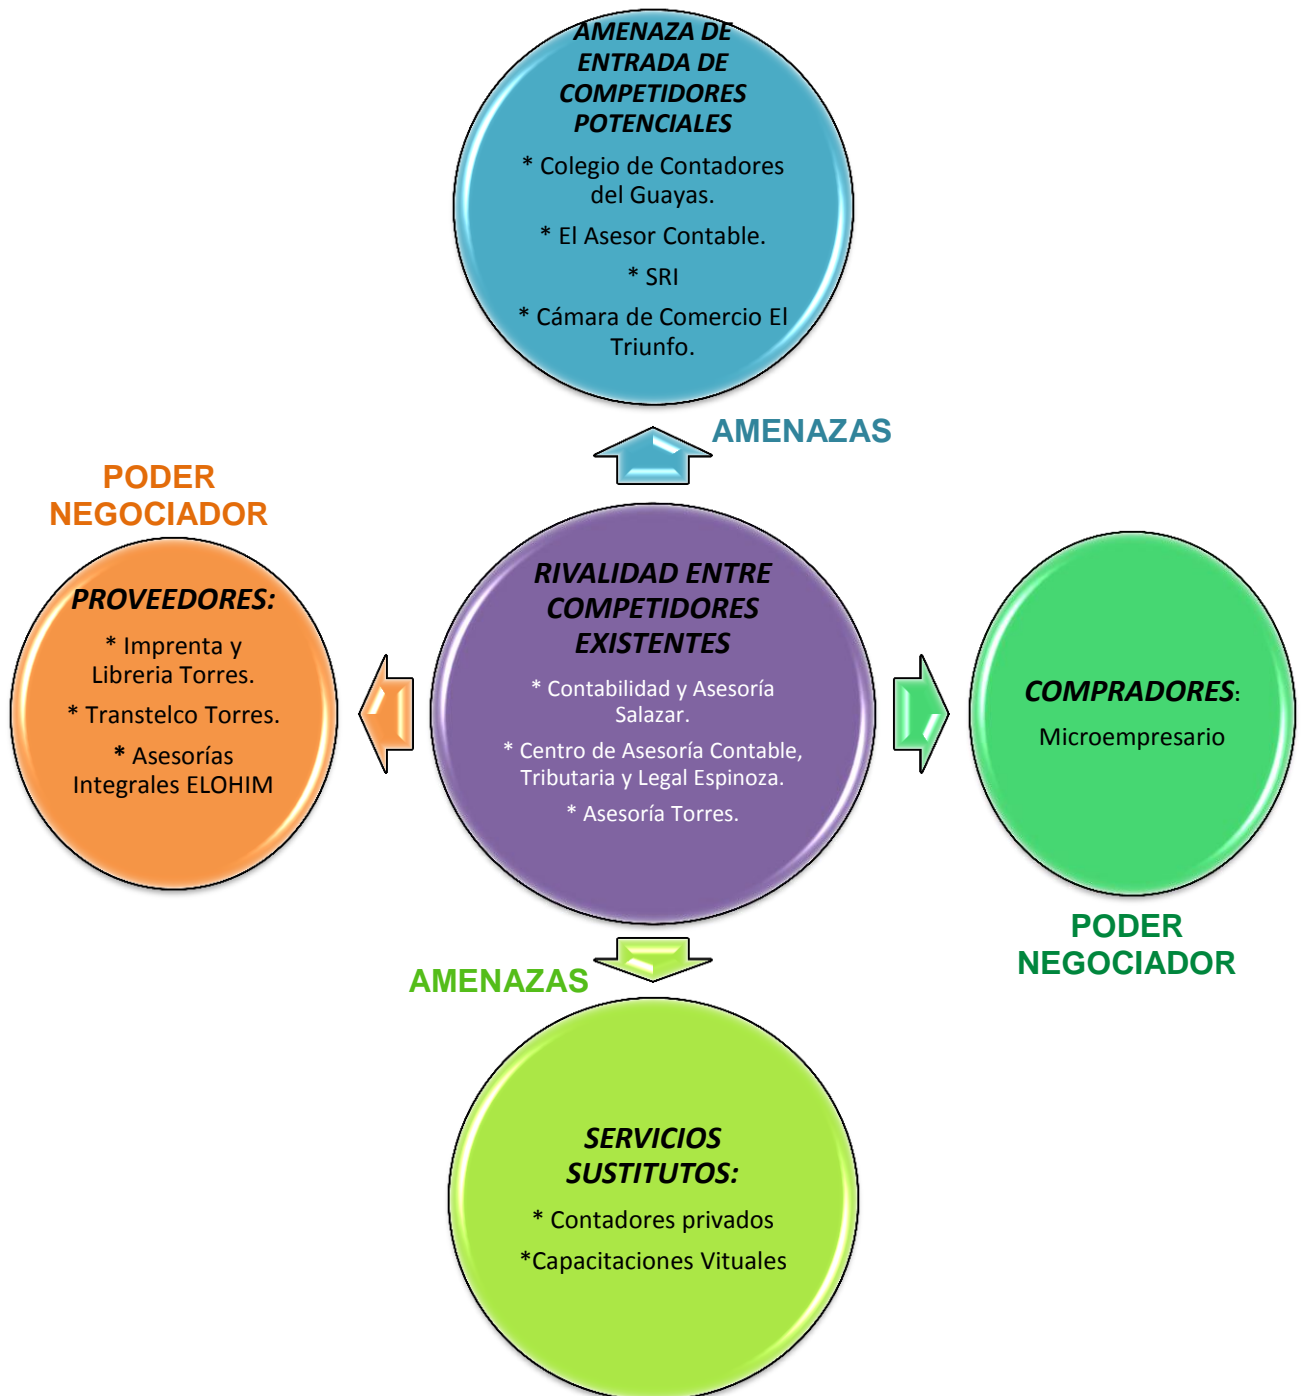 AMENAZA DE
ENTRADA DE
COMPETIDORES
POTENCIALES
* Colegio de Contadores
del Guayas.
* El Asesor Contable.
* SRI
* Cámara de Comercio El
Triunfo.
AMENAZAS
PODER
NEGOCIADOR
PROVEEDORES:
* Imprenta y
Libreria Torres.
* Transtelco Torres.
* Asesorías
Integrales ELOHIM
RIVALIDAD ENTRE
COMPETIDORES
EXISTENTES
* Contabilidad y Asesoría
Salazar.
* Centro de Asesoría Contable,
Tributaria y Legal Espinoza.
* Asesoría Torres.
COMPRADORES:
Microempresario
PODER
NEGOCIADOR
AMENAZAS
SERVICIOS
SUSTITUTOS:
* Contadores privados
*Capacitaciones Vituales